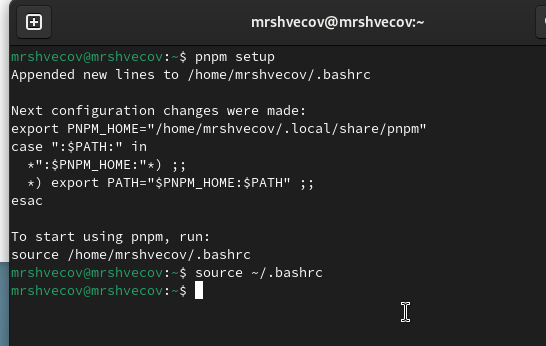 mrshvecov@mrshvecov:~
mrshvecov@mrshvecov:~$ pnpm setup
Appended new lines to /home/mrshvecov/.bashrc
Next configuration changes were made:
export PNPM_HOME="/home/mrshvecov/.local/share/pnpm"
case ":$PATH:" in
  *":$PNPM_HOME:"*) ;;
  *) export PATH="$PNPM_HOME:$PATH" ;;
esac
To start using pnpm, run:
source /home/mrshvecov/.bashrc
mrshvecov@mrshvecov:~$ source ~/.bashrc
mrshvecov@mrshvecov:~$